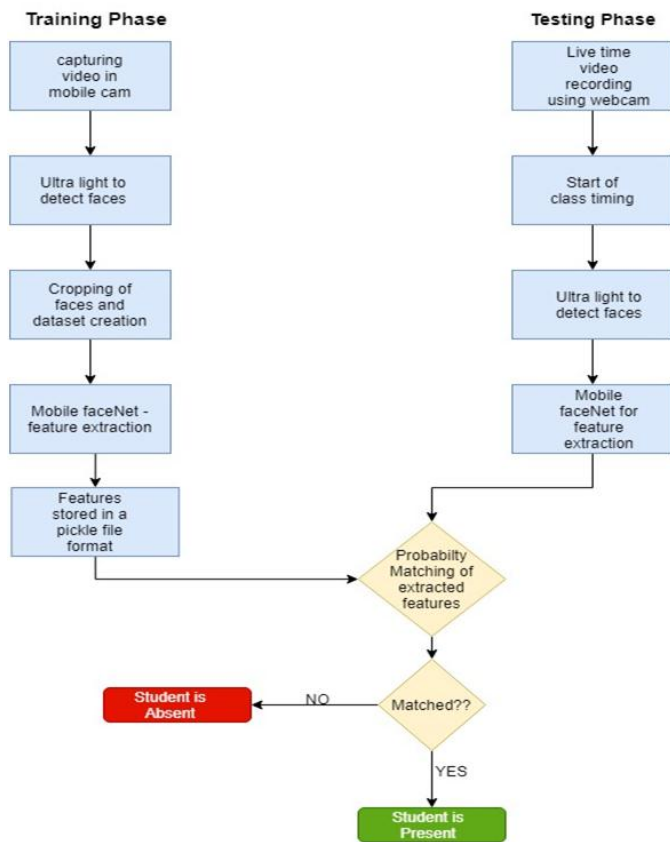 Training Phase
capturing
video in
mobile cam
Ultra light to
detect faces
Cropping of
faces and
dataset creation
Mobile faceNet -
feature extraction
Features
stored in a
pickle file
format
Testing Phase
Live time
video
recording
using webcam
Start of
class timing
Ultra light to
detect faces
Mobile
faceNet for
feature
extraction
Probabilty
Matching of
extracted
features
Matched??
NO
Student is
Absent
YES
Student is
Present